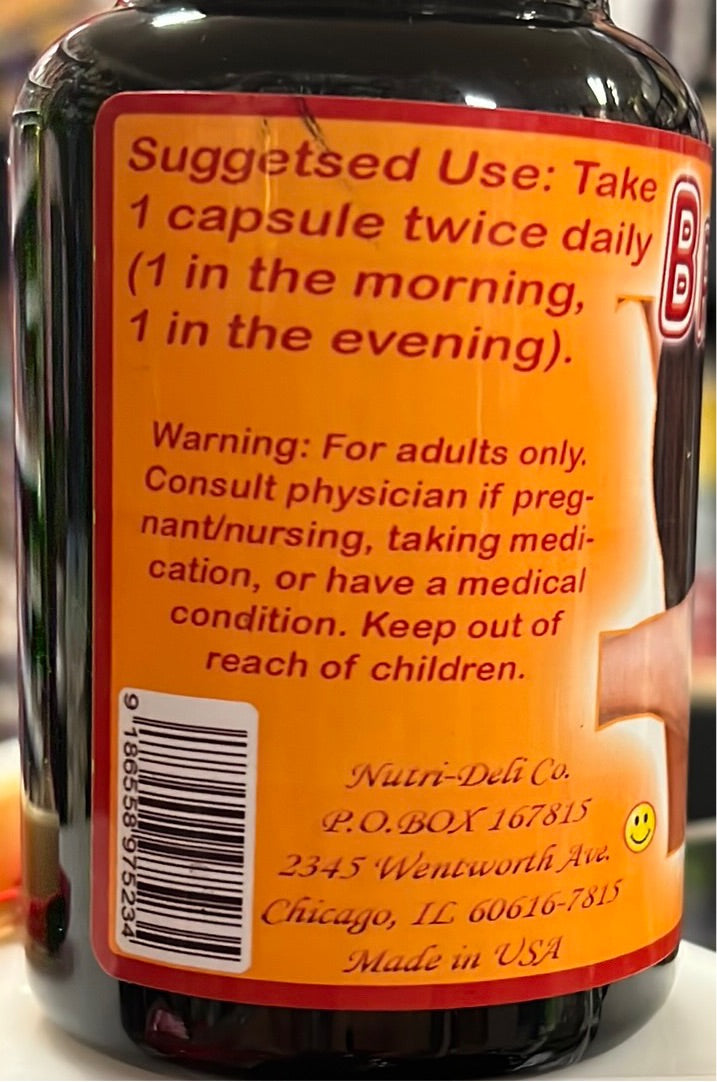 Suggetsed Use: Take
1 capsule twice daily
(1 in the morning,
1 in the evening).
Warning: For adults only.
Consult physician if preg-
nant/nursing, taking medi-
cation, or have a medical
condition. Keep out of
reach of children.
9 186558 975234
Nutri-Deli Co.
P.O.BOX 167815
2345 Wentworth Ave.
Chicago, IL 60616-7815
Made in USA